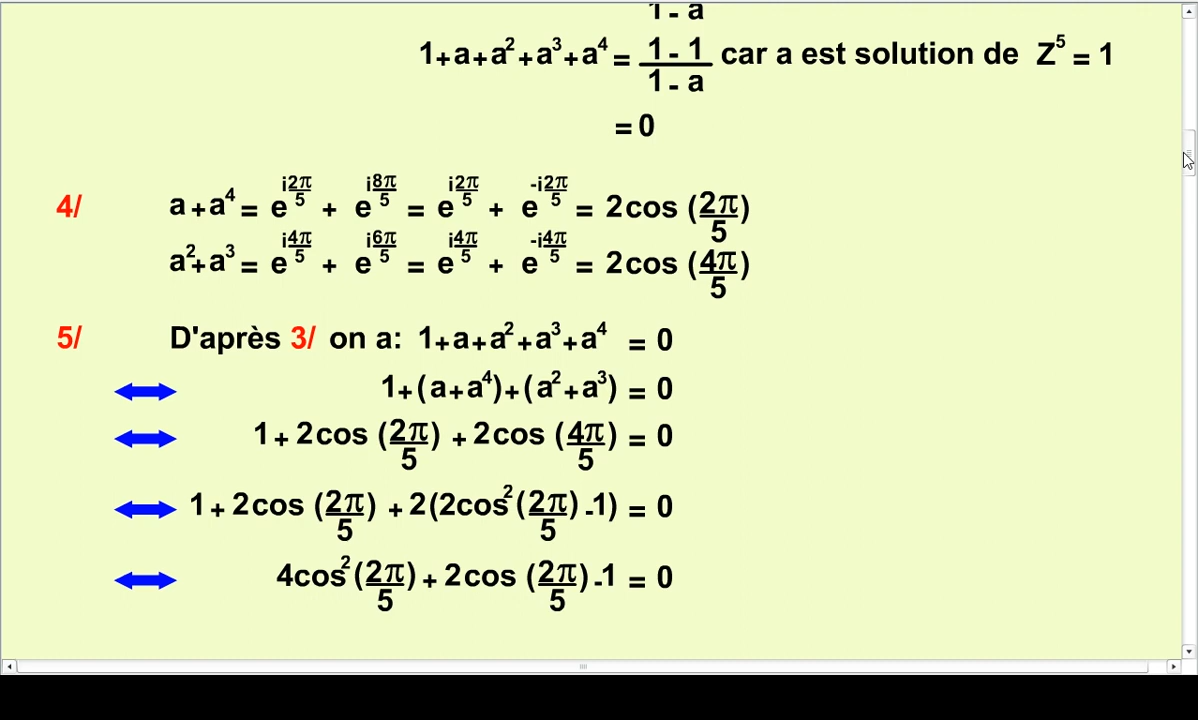 1 - a
1+a+a²+a³+a⁴ = (1 - 1)/(1 - a) car a est solution de Z⁵ = 1
= 0
4/ a+a⁴ = e^(i2π/5) + e^(i8π/5) = e^(i2π/5) + e^(-i2π/5) = 2cos (2π/5)
a²+a³ = e^(i4π/5) + e^(i6π/5) = e^(i4π/5) + e^(-i4π/5) = 2cos (4π/5)
5/ D'après 3/ on a: 1+a+a²+a³+a⁴ = 0
⟺ 1+(a+a⁴)+(a²+a³) = 0
⟺ 1+2cos (2π/5) + 2cos (4π/5) = 0
⟺ 1+2cos (2π/5) + 2(2cos²(2π/5) -1) = 0
⟺ 4cos²(2π/5) + 2cos (2π/5) -1 = 0